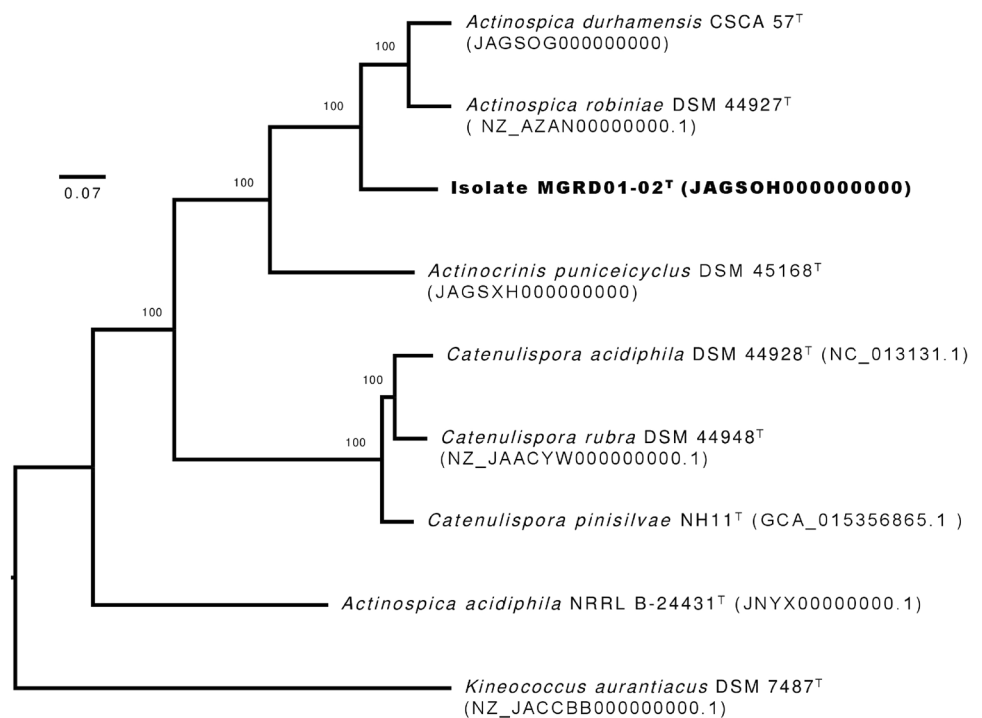 Actinospica durhamensis CSCA 57ᵀ
(JAGSOG000000000)
100
Actinospica robiniae DSM 44927ᵀ
( NZ_AZAN00000000.1)
100
Isolate MGRD01-02ᵀ (JAGSOH000000000)
0.07
100
Actinocrinis puniceicyclus DSM 45168ᵀ
(JAGSXH000000000)
100
Catenulispora acidiphila DSM 44928ᵀ (NC_013131.1)
100
Catenulispora rubra DSM 44948ᵀ
(NZ_JAACYW000000000.1)
100
Catenulispora pinisilvae NH11ᵀ (GCA_015356865.1 )
Actinospica acidiphila NRRL B-24431ᵀ (JNYX00000000.1)
Kineococcus aurantiacus DSM 7487ᵀ
(NZ_JACCBB000000000.1)